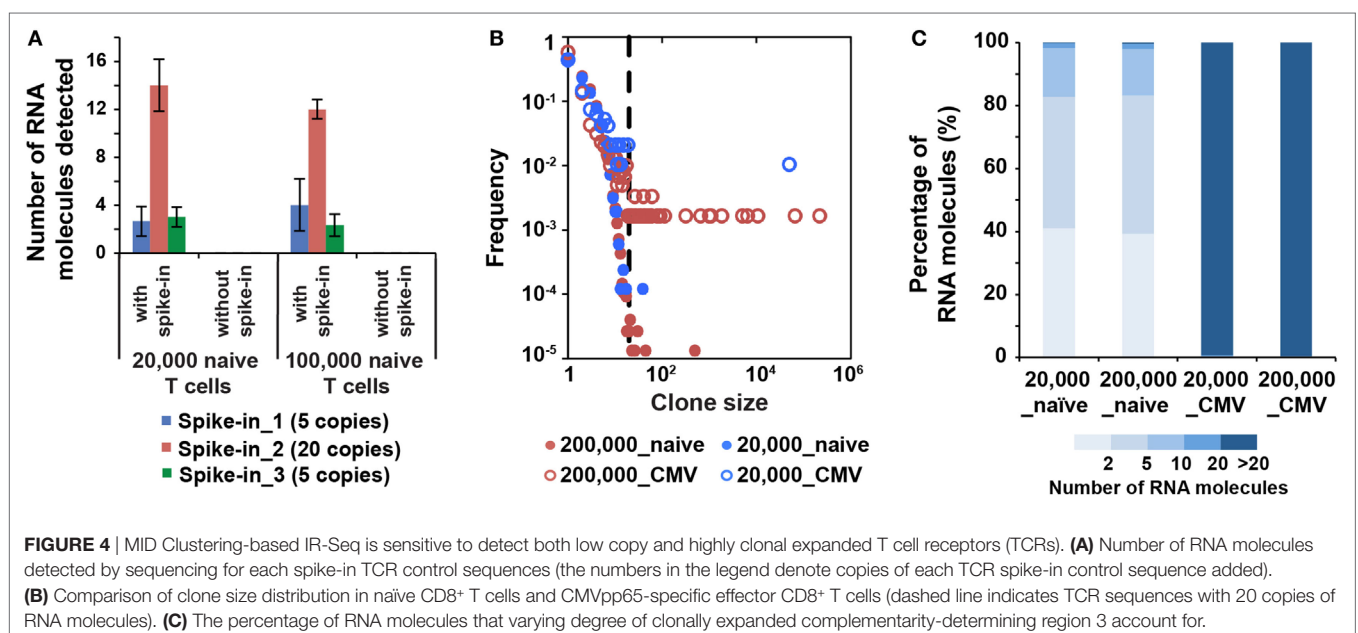 A
Number of RNA
molecules detected
16
12
8
4
0
with
spike-in
without
spike-in
with
spike-in
without
spike-in
20,000 naive
T cells
100,000 naive
T cells
Spike-in_1 (5 copies)
Spike-in_2 (20 copies)
Spike-in_3 (5 copies)
B
Frequency
1
10-1
10-2
10-3
10-4
10-5
1
10²
10⁴
10⁶
Clone size
200,000_naive
20,000_naive
200,000_CMV
20,000_CMV
C
Percentage of
RNA molecules (%)
100
80
60
40
20
0
20,000
_naïve
200,000
_naive
20,000
_CMV
200,000
_CMV
2 5 10 20 >20
Number of RNA molecules
FIGURE 4 | MID Clustering-based IR-Seq is sensitive to detect both low copy and highly clonal expanded T cell receptors (TCRs). (A) Number of RNA molecules
detected by sequencing for each spike-in TCR control sequences (the numbers in the legend denote copies of each TCR spike-in control sequence added).
(B) Comparison of clone size distribution in naïve CD8⁺ T cells and CMVpp65-specific effector CD8⁺ T cells (dashed line indicates TCR sequences with 20 copies of
RNA molecules). (C) The percentage of RNA molecules that varying degree of clonally expanded complementarity-determining region 3 account for.